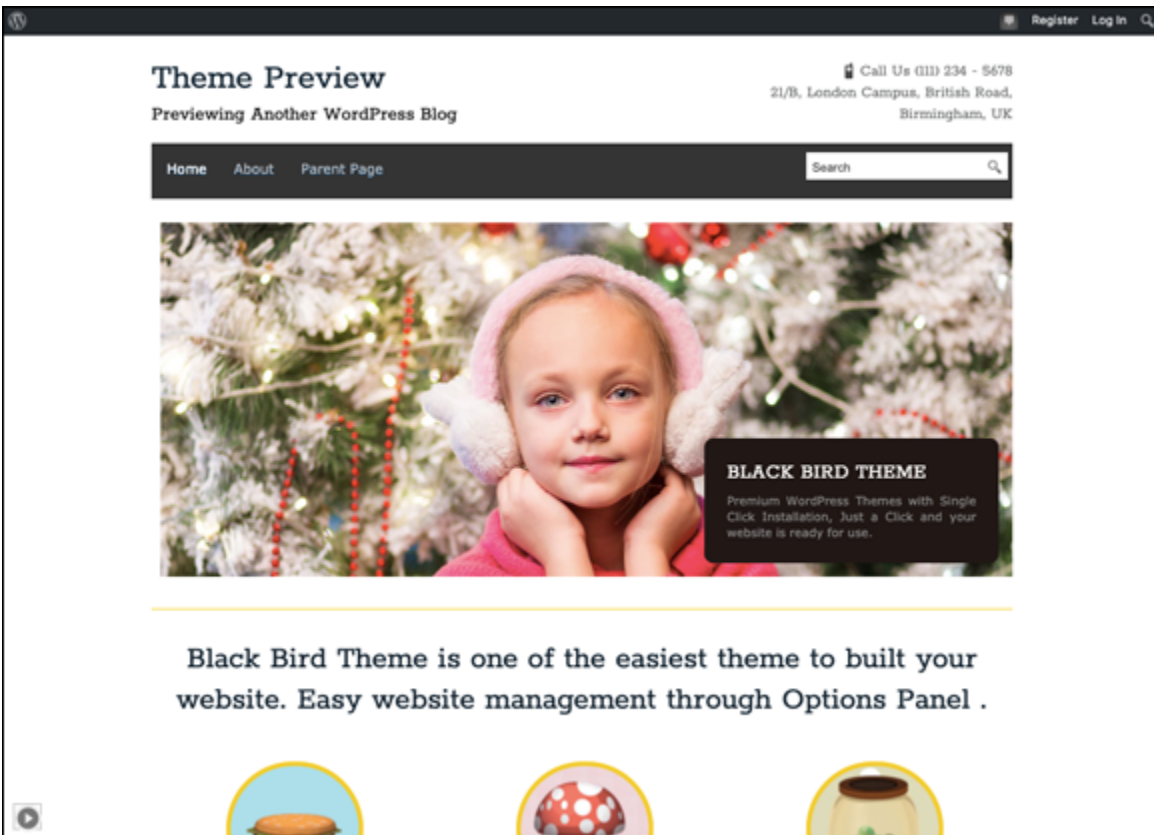 Register Log In
Theme Preview
Previewing Another WordPress Blog
Call Us (111) 234 - 5678
21/B, London Campus, British Road,
Birmingham, UK
Home About Parent Page
Search
BLACK BIRD THEME
Premium WordPress Themes with Single
Click Installation, Just a Click and your
website is ready for use.
Black Bird Theme is one of the easiest theme to built your
website. Easy website management through Options Panel .